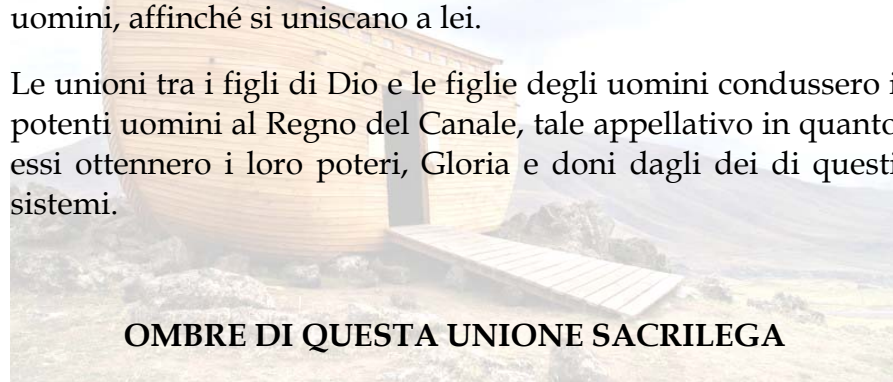 uomini, affinché si uniscano a lei.
Le unioni tra i figli di Dio e le figlie degli uomini condussero i
potenti uomini al Regno del Canale, tale appellativo in quanto
essi ottennero i loro poteri, Gloria e doni dagli dei di questi
sistemi.
OMBRE DI QUESTA UNIONE SACRILEGA